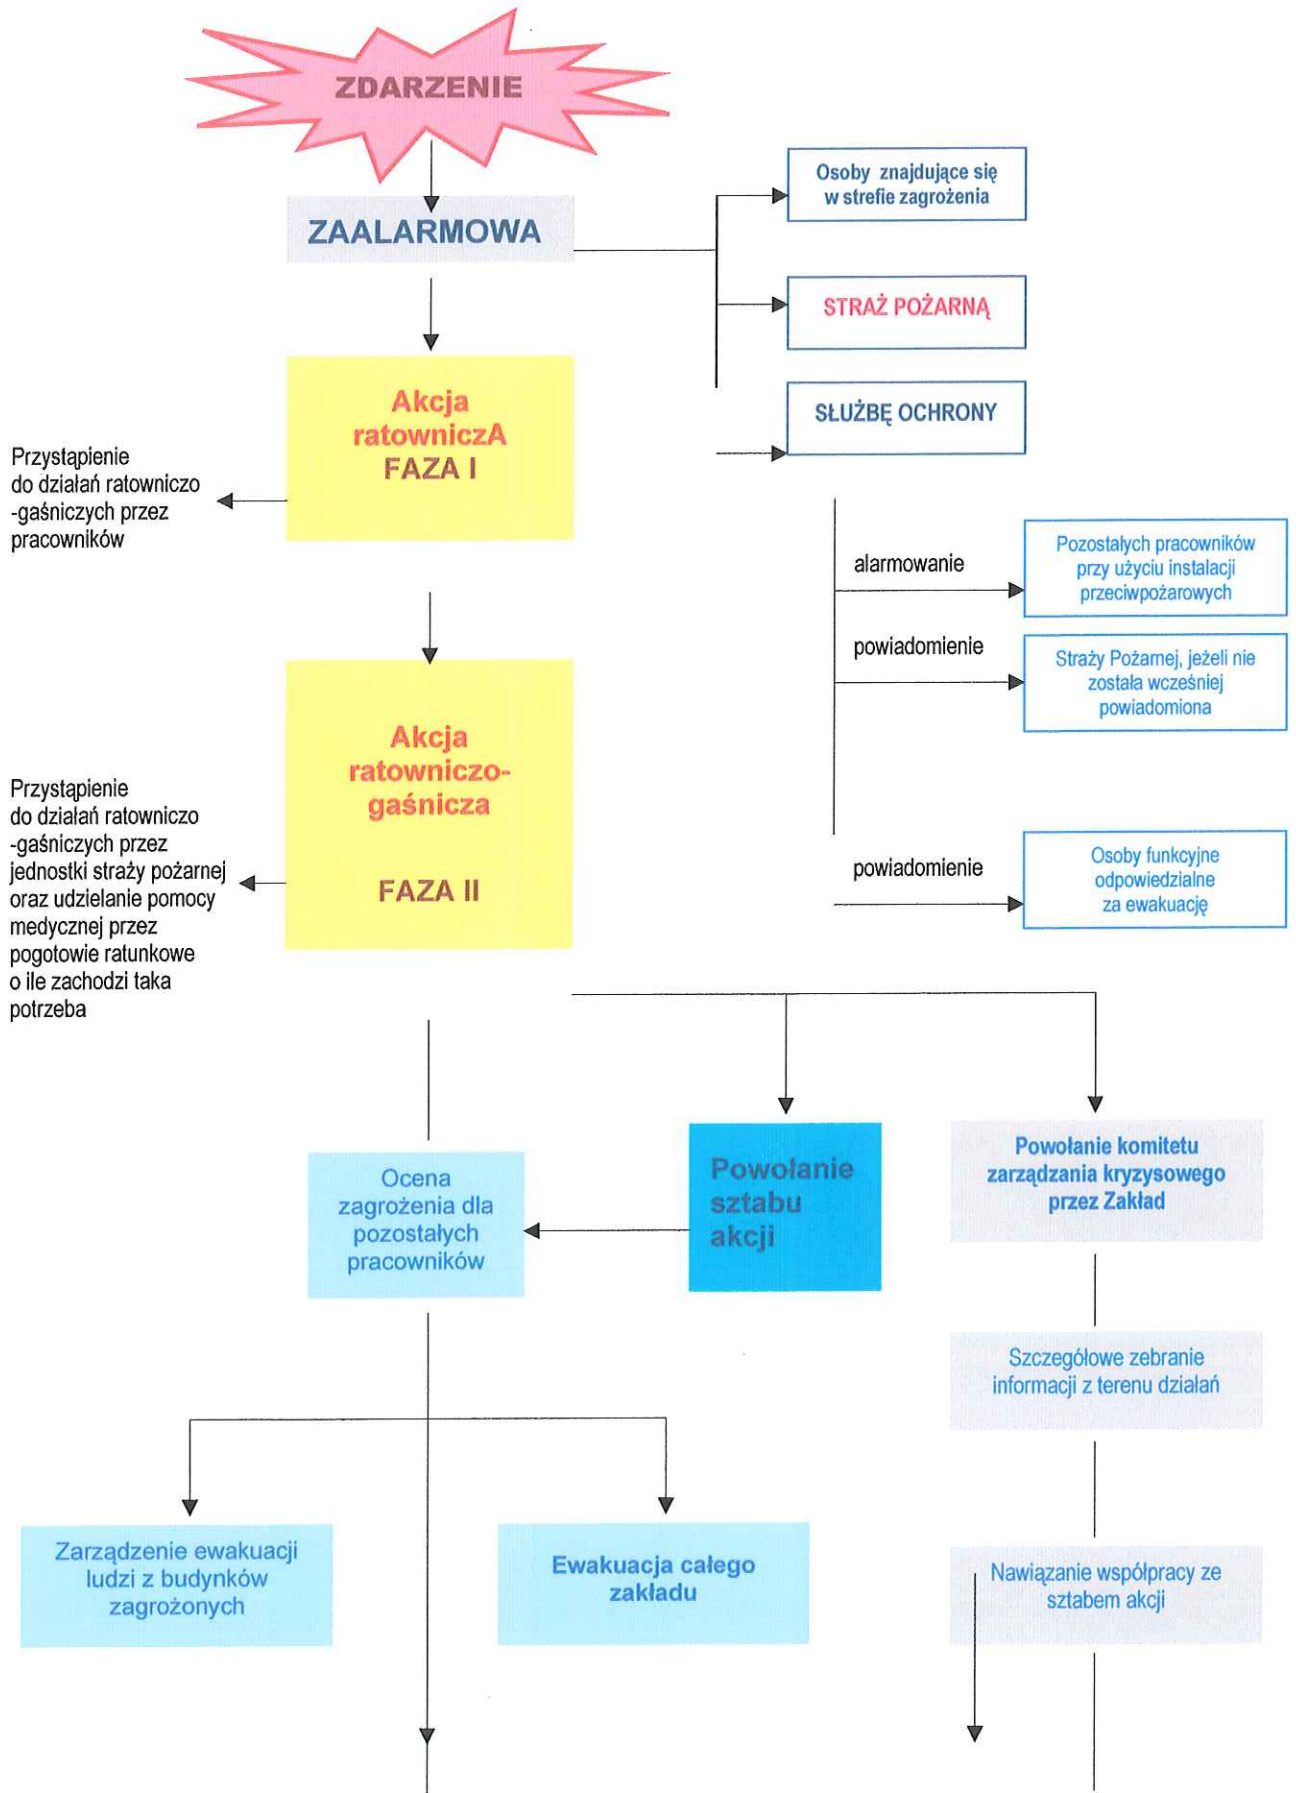 ZDARZENIE
ZAALARMOWA
Osoby znajdujące się
w strefie zagrożenia
STRAŻ POŻARNĄ
SŁUŻBĘ OCHRONY
Akcja
ratowniczA
FAZA I
Przystąpienie
do działań ratowniczo
-gaśniczych przez
pracowników
alarmowanie
Pozostałych pracowników
przy użyciu instalacji
przeciwpożarowych
powiadomienie
Straży Pożarnej, jeżeli nie
została wcześniej
powiadomiona
Akcja
ratowniczo-
gaśnicza
FAZA II
Przystąpienie
do działań ratowniczo
-gaśniczych przez
jednostki straży pożarnej
oraz udzielanie pomocy
medycznej przez
pogotowie ratunkowe
o ile zachodzi taka
potrzeba
powiadomienie
Osoby funkcyjne
odpowiedzialne
za ewakuację
Ocena
zagrożenia dla
pozostałych
pracowników
Powołanie
sztabu
akcji
Powołanie komitetu
zarządzania kryzysowego
przez Zakład
Szczegółowe zebranie
informacji z terenu działań
Zarządzenie ewakuacji
ludzi z budynków
zagrożonych
Ewakuacja całego
zakładu
Nawiązanie współpracy ze
sztabem akcji